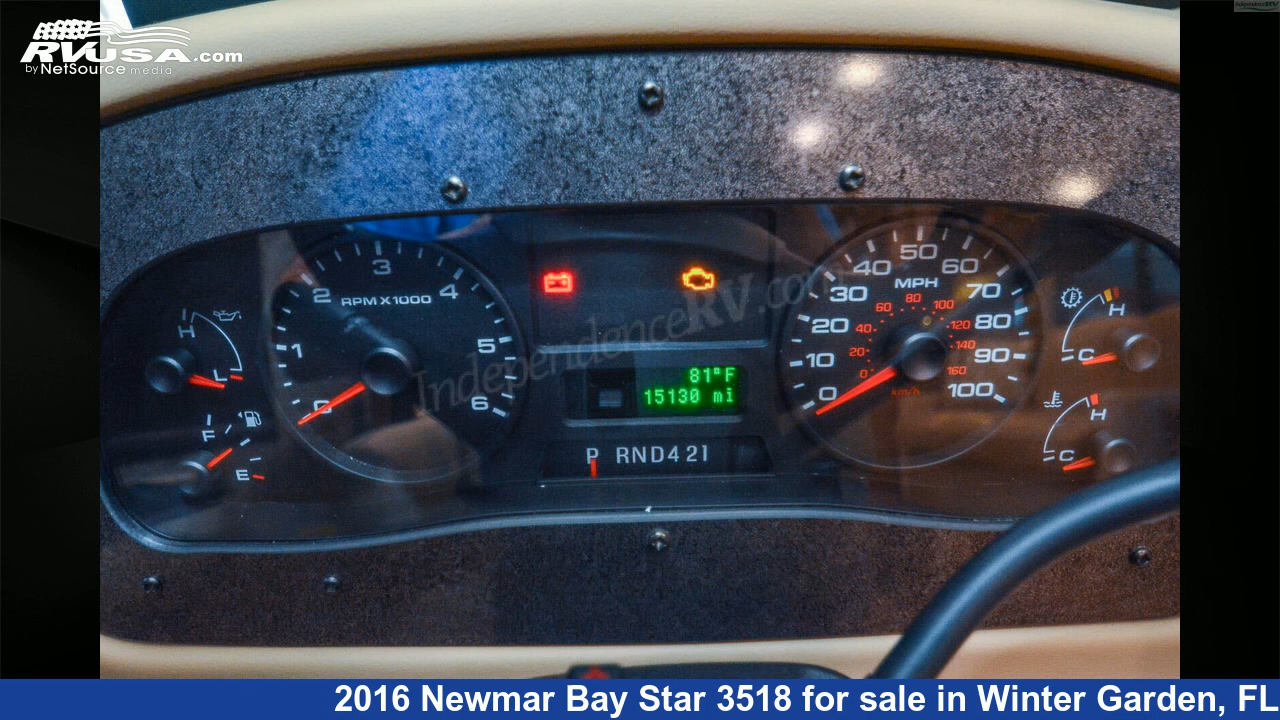 RVUSA.com
by NetSource media
IndependenceRV
IndependenceRV.com
H
L
F
E
0
1
2
3
4
5
6
RPM X1000
81°F
15130 mi
P RND421
0
10
20
30
40
50
60
70
80
90
100
MPH
0
20
40
60
80
100
120
140
160
km/h
H
C
H
C
2016 Newmar Bay Star 3518 for sale in Winter Garden, FL